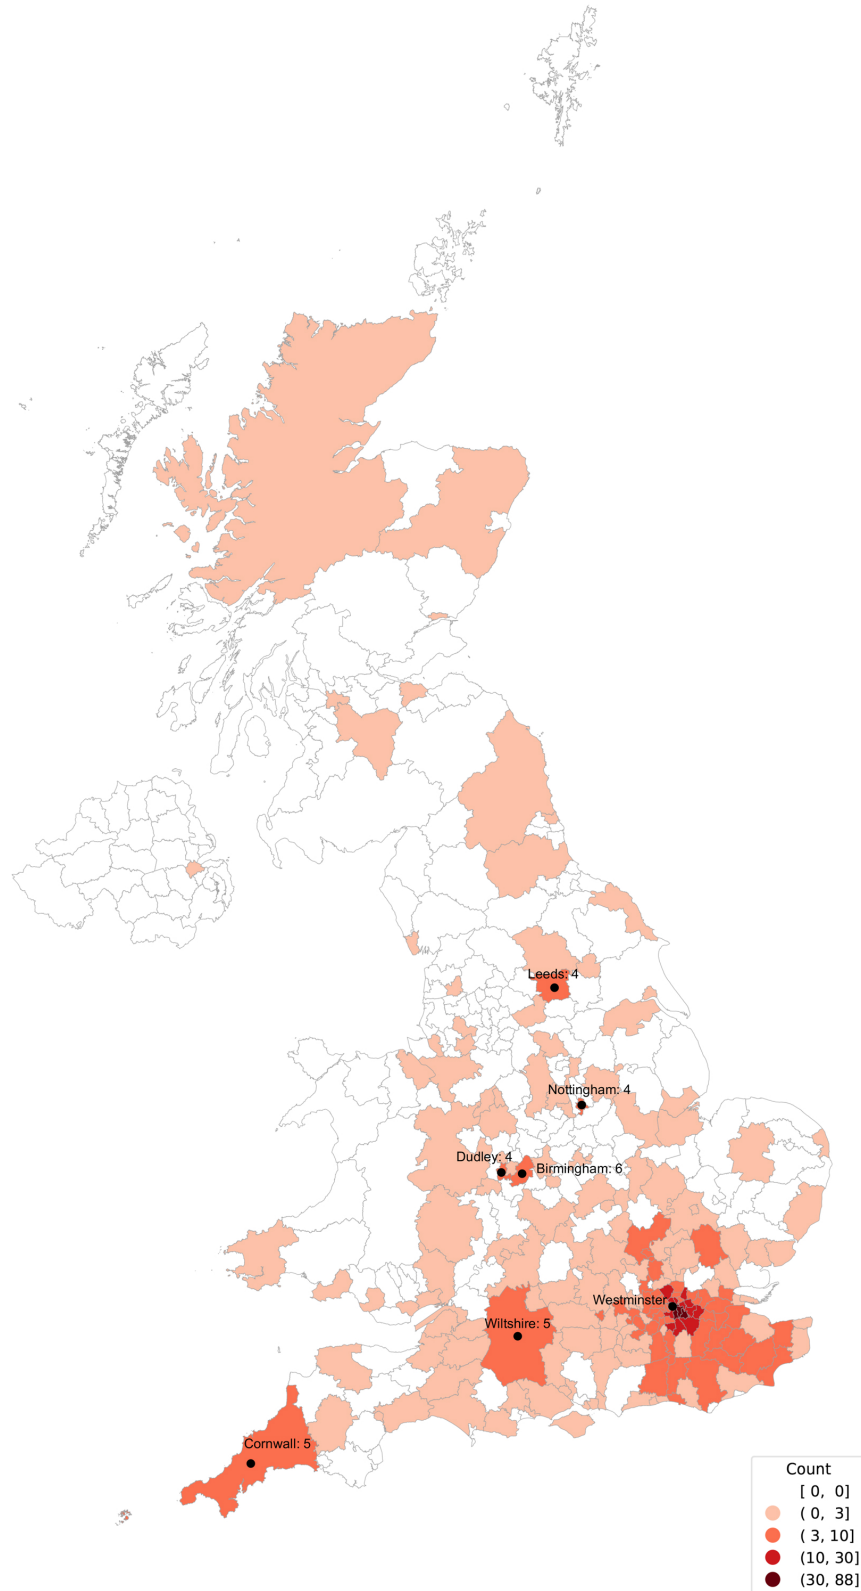 Leeds: 4
Nottingham: 4
Dudley: 4
Birmingham: 6
Westminster
Wiltshire: 5
Cornwall: 5
Count
[ 0, 0]
( 0, 3]
( 3, 10]
(10, 30]
(30, 88]